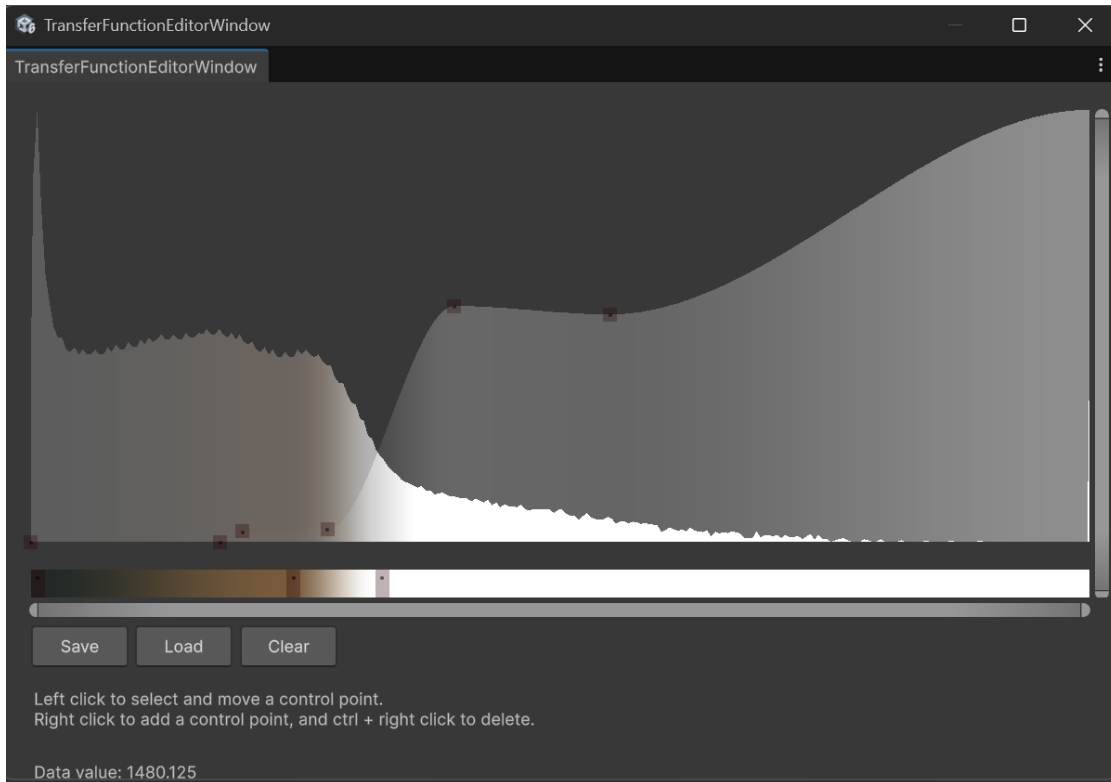 TransferFunctionEditorWindow
TransferFunctionEditorWindow
Save Load Clear
Left click to select and move a control point.
Right click to add a control point, and ctrl + right click to delete.
Data value: 1480.125